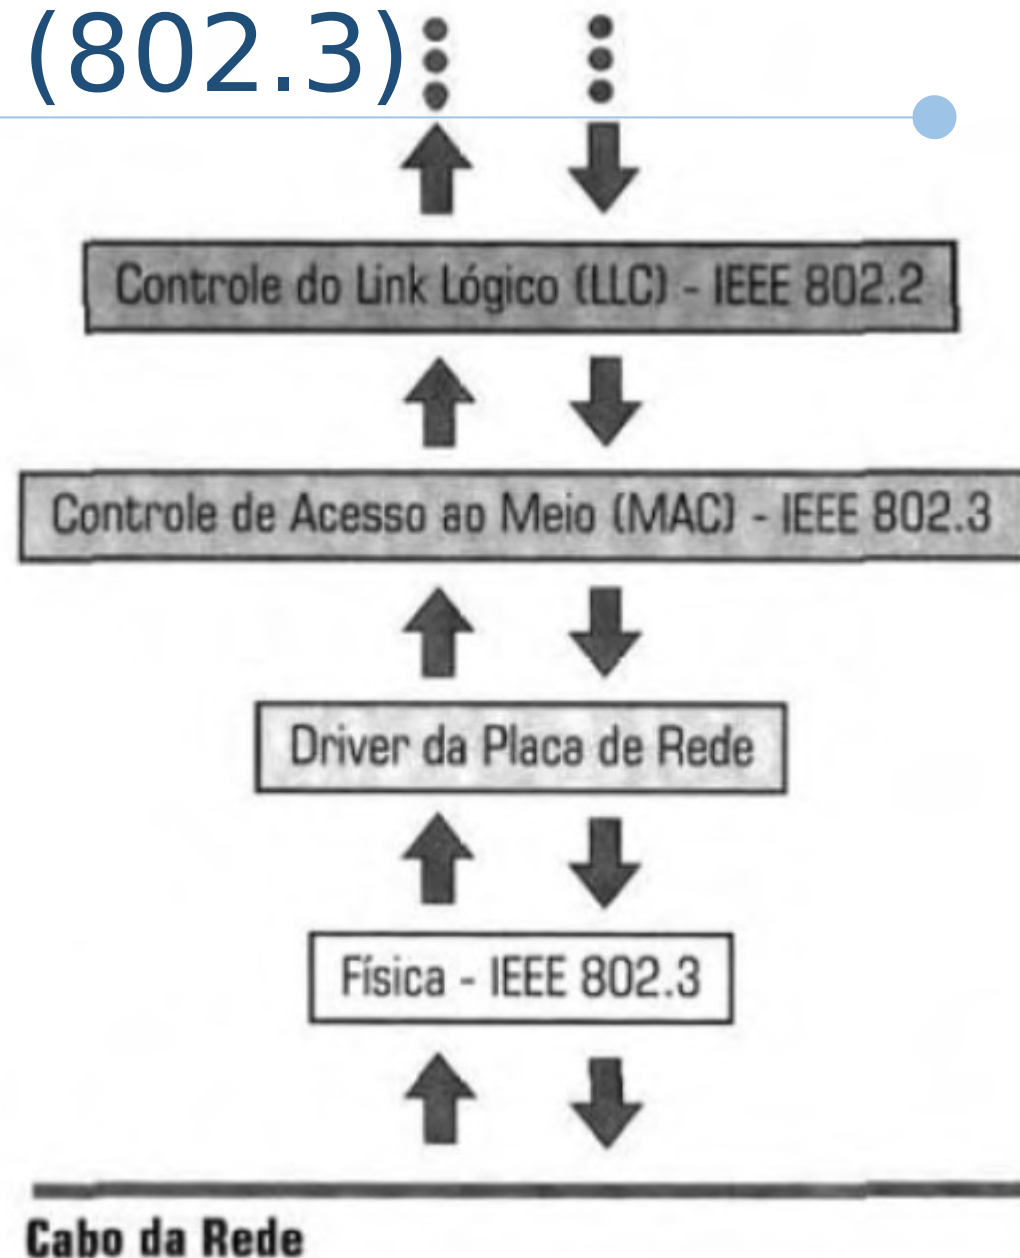 (802.3)
Controle do Link Lógico (LLC) - IEEE 802.2
Controle de Acesso ao Meio (MAC) - IEEE 802.3
Driver da Placa de Rede
Física - IEEE 802.3
Cabo da Rede